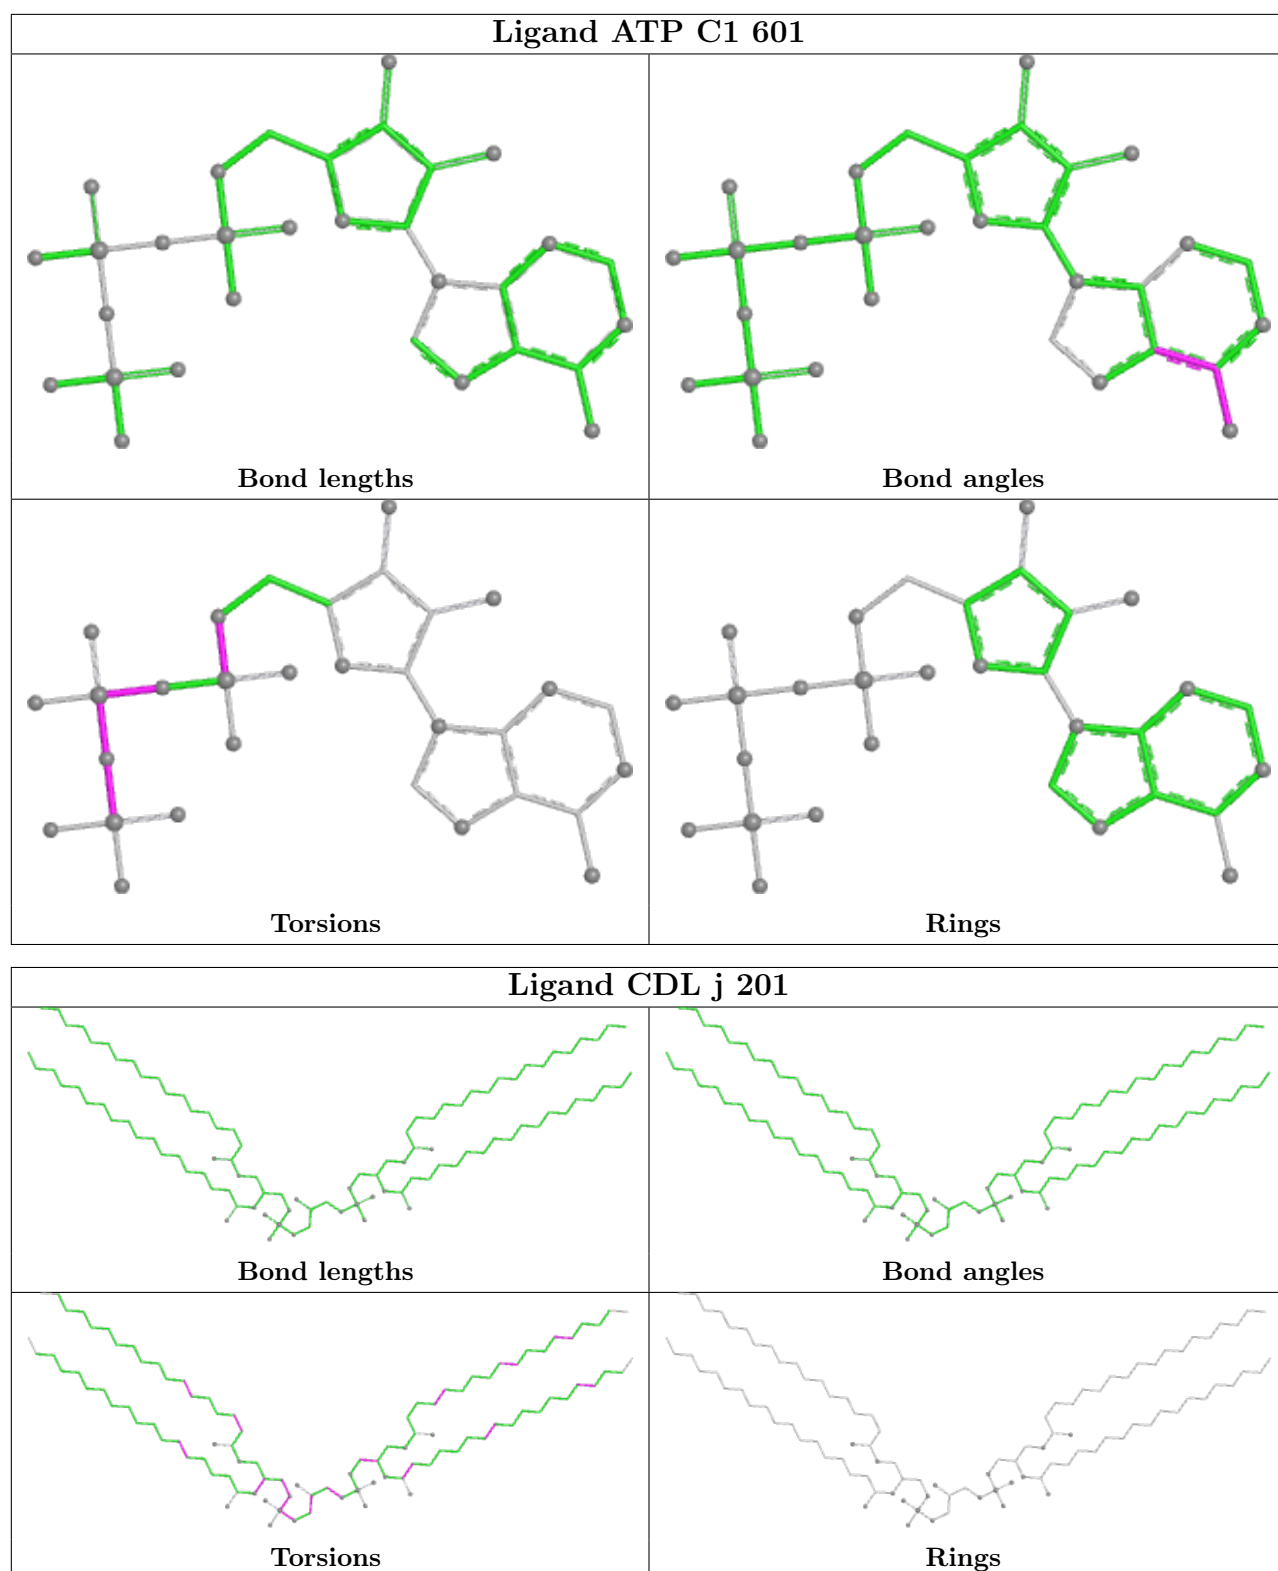 Ligand ATP C1 601
Bond lengths
Bond angles
Torsions
Rings
Ligand CDL j 201
Bond lengths
Bond angles
Torsions
Rings